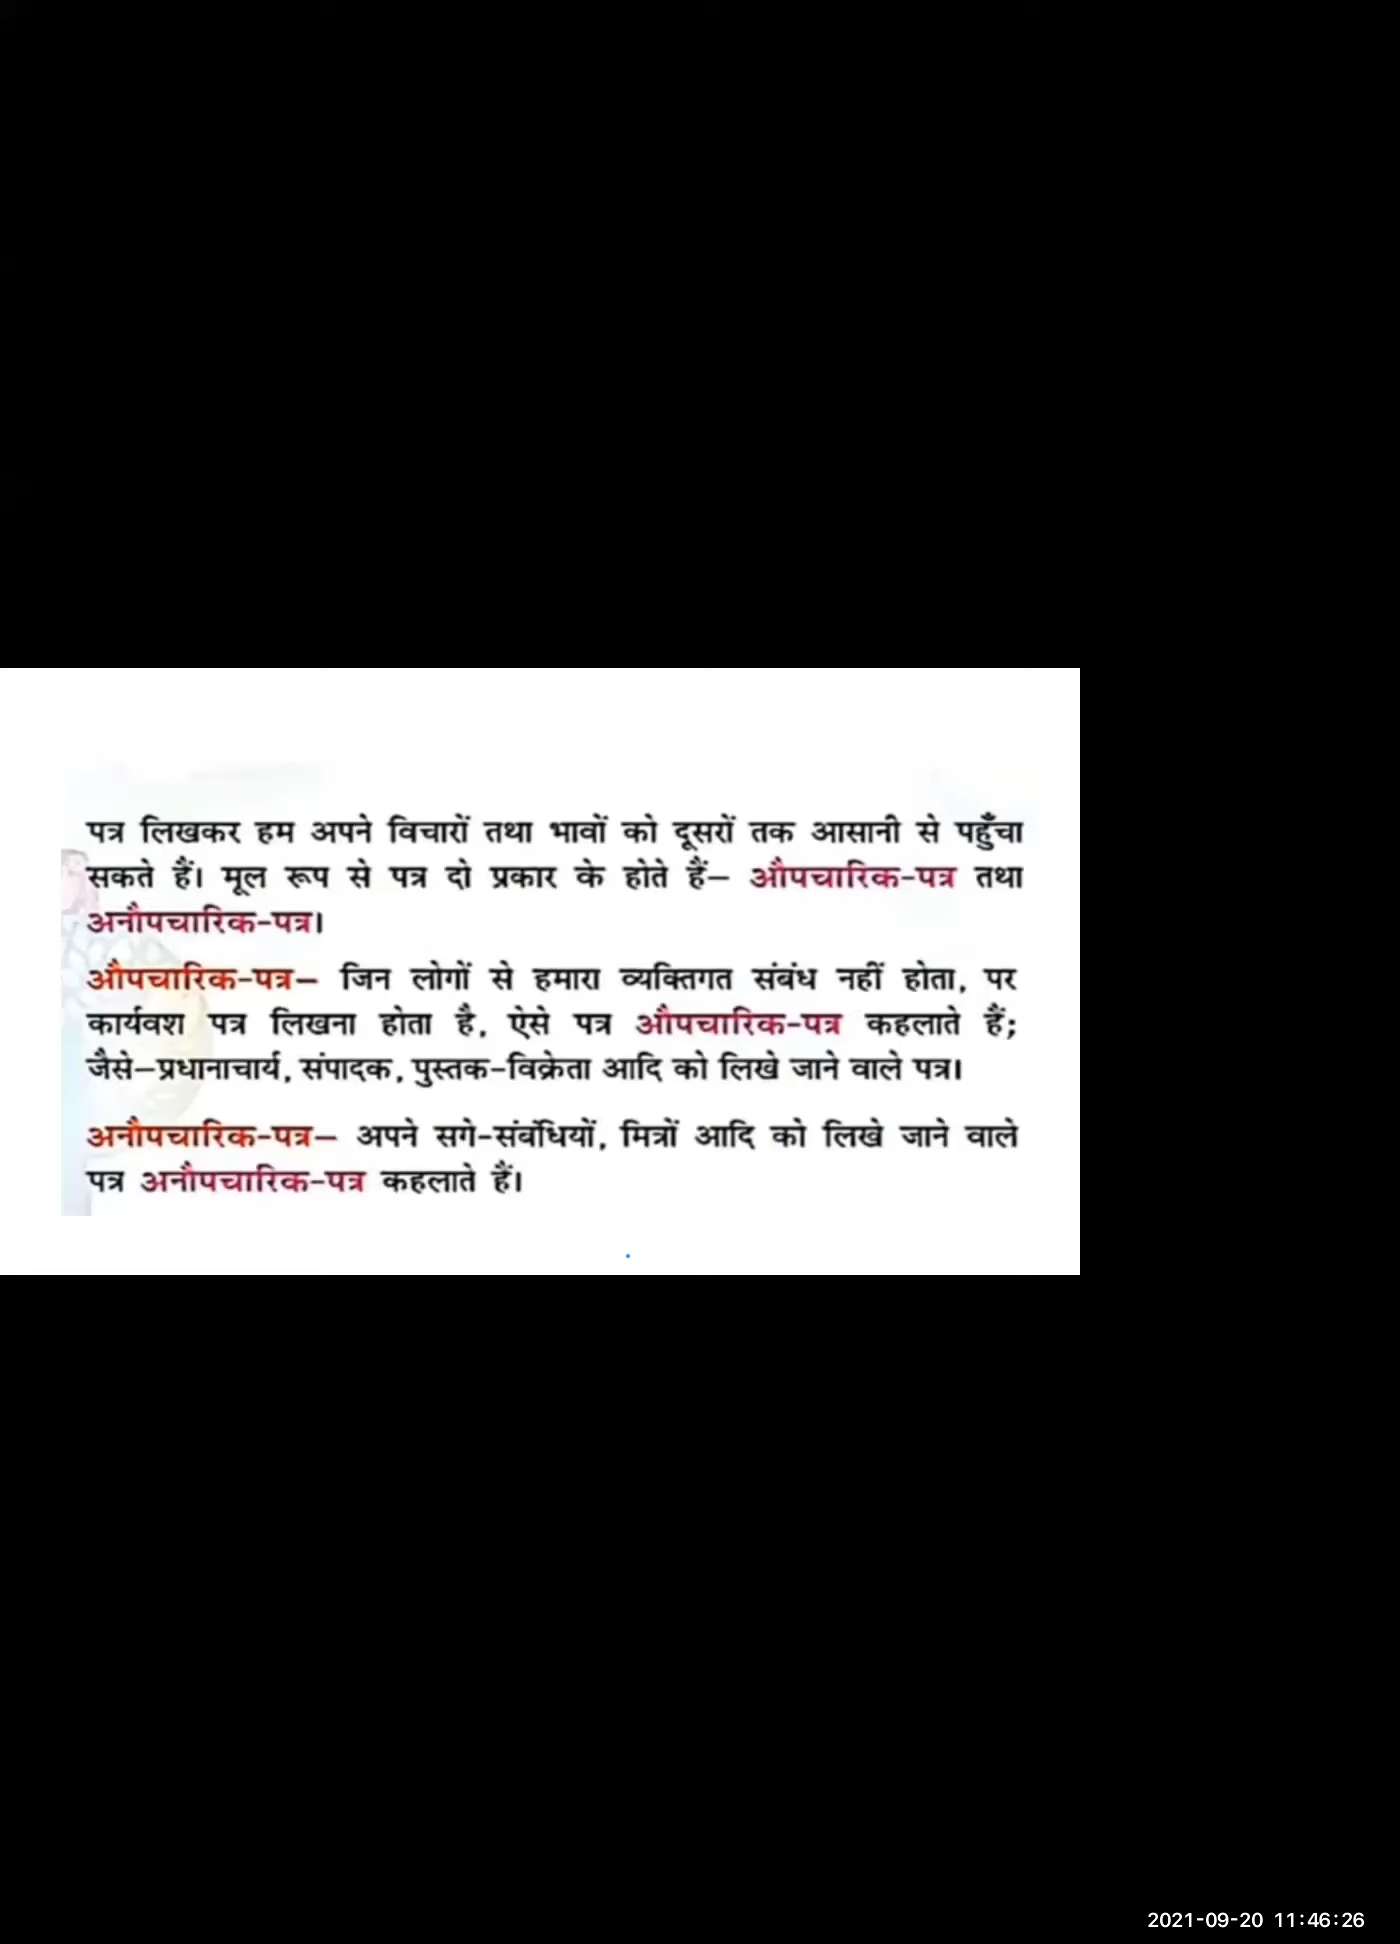 पत्र लिखकर हम अपने विचारों तथा भावों को दूसरों तक आसानी से पहुँचा
सकते हैं। मूल रूप से पत्र दो प्रकार के होते हैं– औपचारिक-पत्र तथा
अनौपचारिक-पत्र।
औपचारिक-पत्र– जिन लोगों से हमारा व्यक्तिगत संबंध नहीं होता, पर
कार्यवश पत्र लिखना होता है, ऐसे पत्र औपचारिक-पत्र कहलाते हैं;
जैसे–प्रधानाचार्य, संपादक, पुस्तक-विक्रेता आदि को लिखे जाने वाले पत्र।
अनौपचारिक-पत्र– अपने सगे-संबंधियों, मित्रों आदि को लिखे जाने वाले
पत्र अनौपचारिक-पत्र कहलाते हैं।
2021-09-20 11:46:26